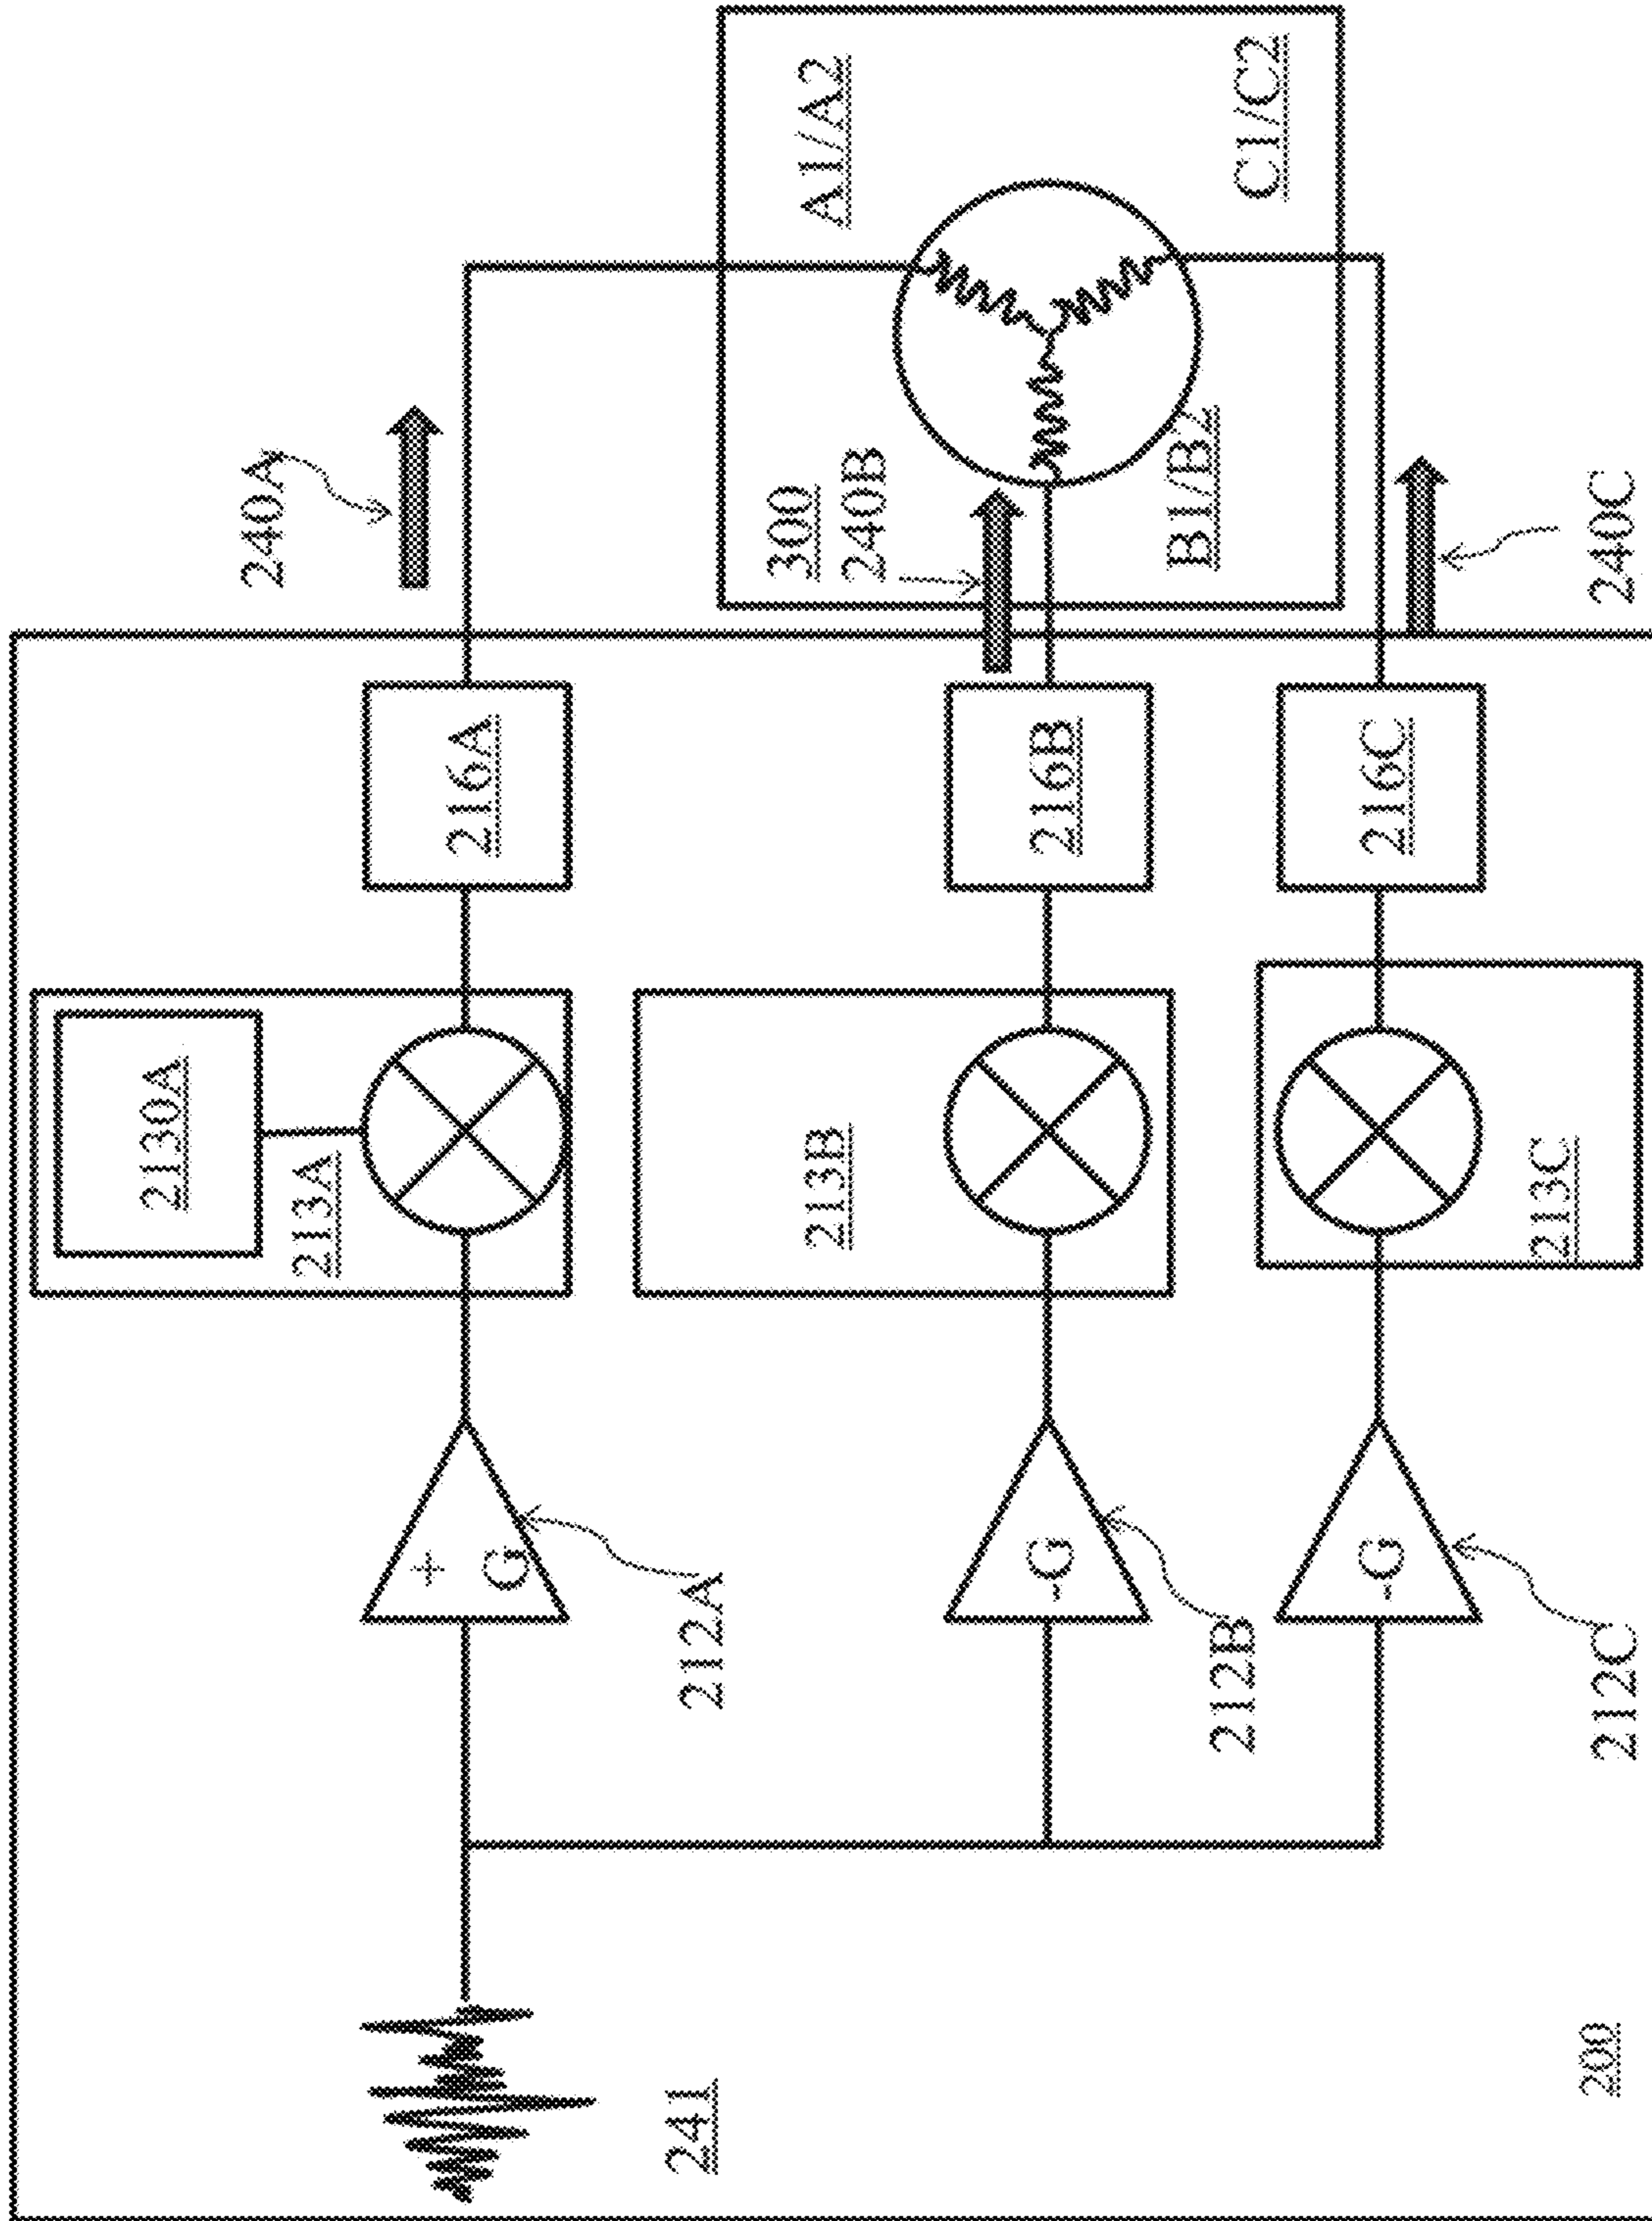 241
200
+
G
212A
-G
212B
-G
212C
2130A
213A
213B
213C
216A
216B
216C
240A
300
240B
240C
A1/A2
B1/B2
C1/C2